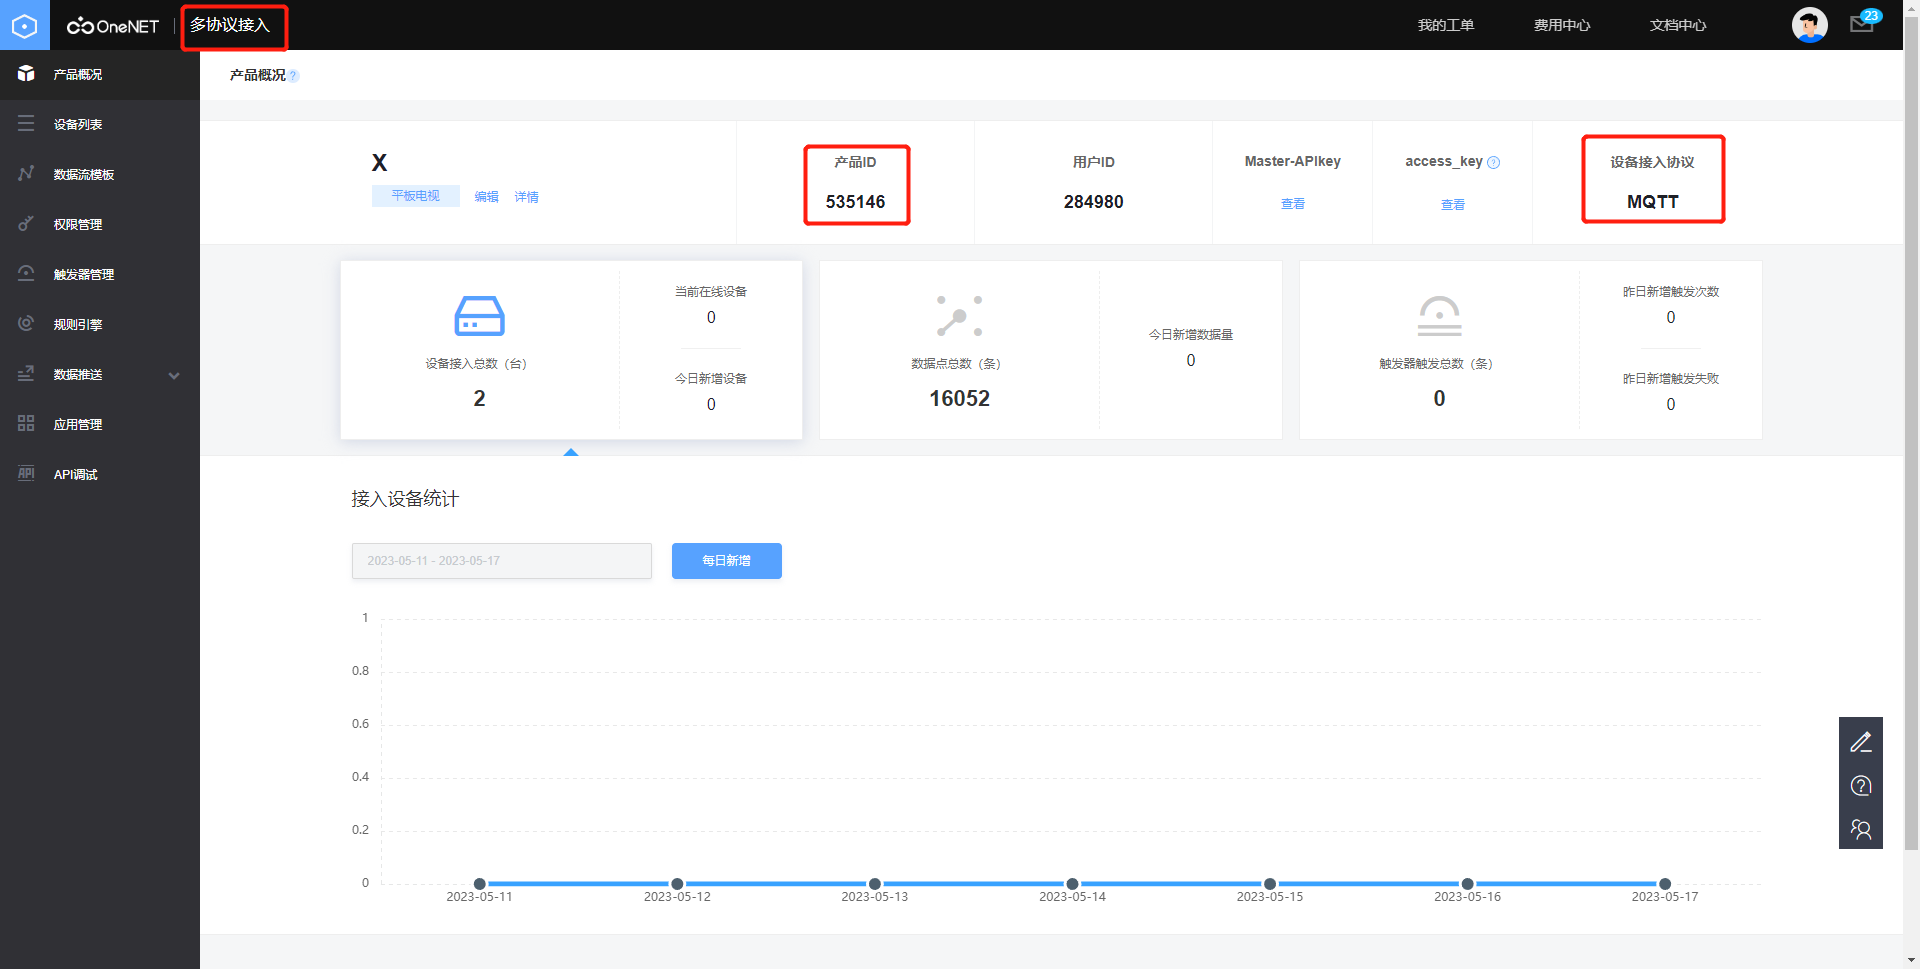 OneNET 多协议接入 我的工单 费用中心 文档中心 23
产品概况
设备列表
数据流模板
权限管理
触发器管理
规则引擎
数据推送
应用管理
API API调试
产品概况 ?
X
平板电视 编辑 详情
产品ID
535146
用户ID
284980
Master-APIkey
查看
access_key ?
查看
设备接入协议
MQTT
设备接入总数（台）
2
当前在线设备
0
今日新增设备
0
数据点总数（条）
16052
今日新增数据量
0
触发器触发总数（条）
0
昨日新增触发次数
0
昨日新增触发失败
0
接入设备统计
2023-05-11 - 2023-05-17 每日新增
1
0.8
0.6
0.4
0.2
0
2023-05-11 2023-05-12 2023-05-13 2023-05-14 2023-05-15 2023-05-16 2023-05-17